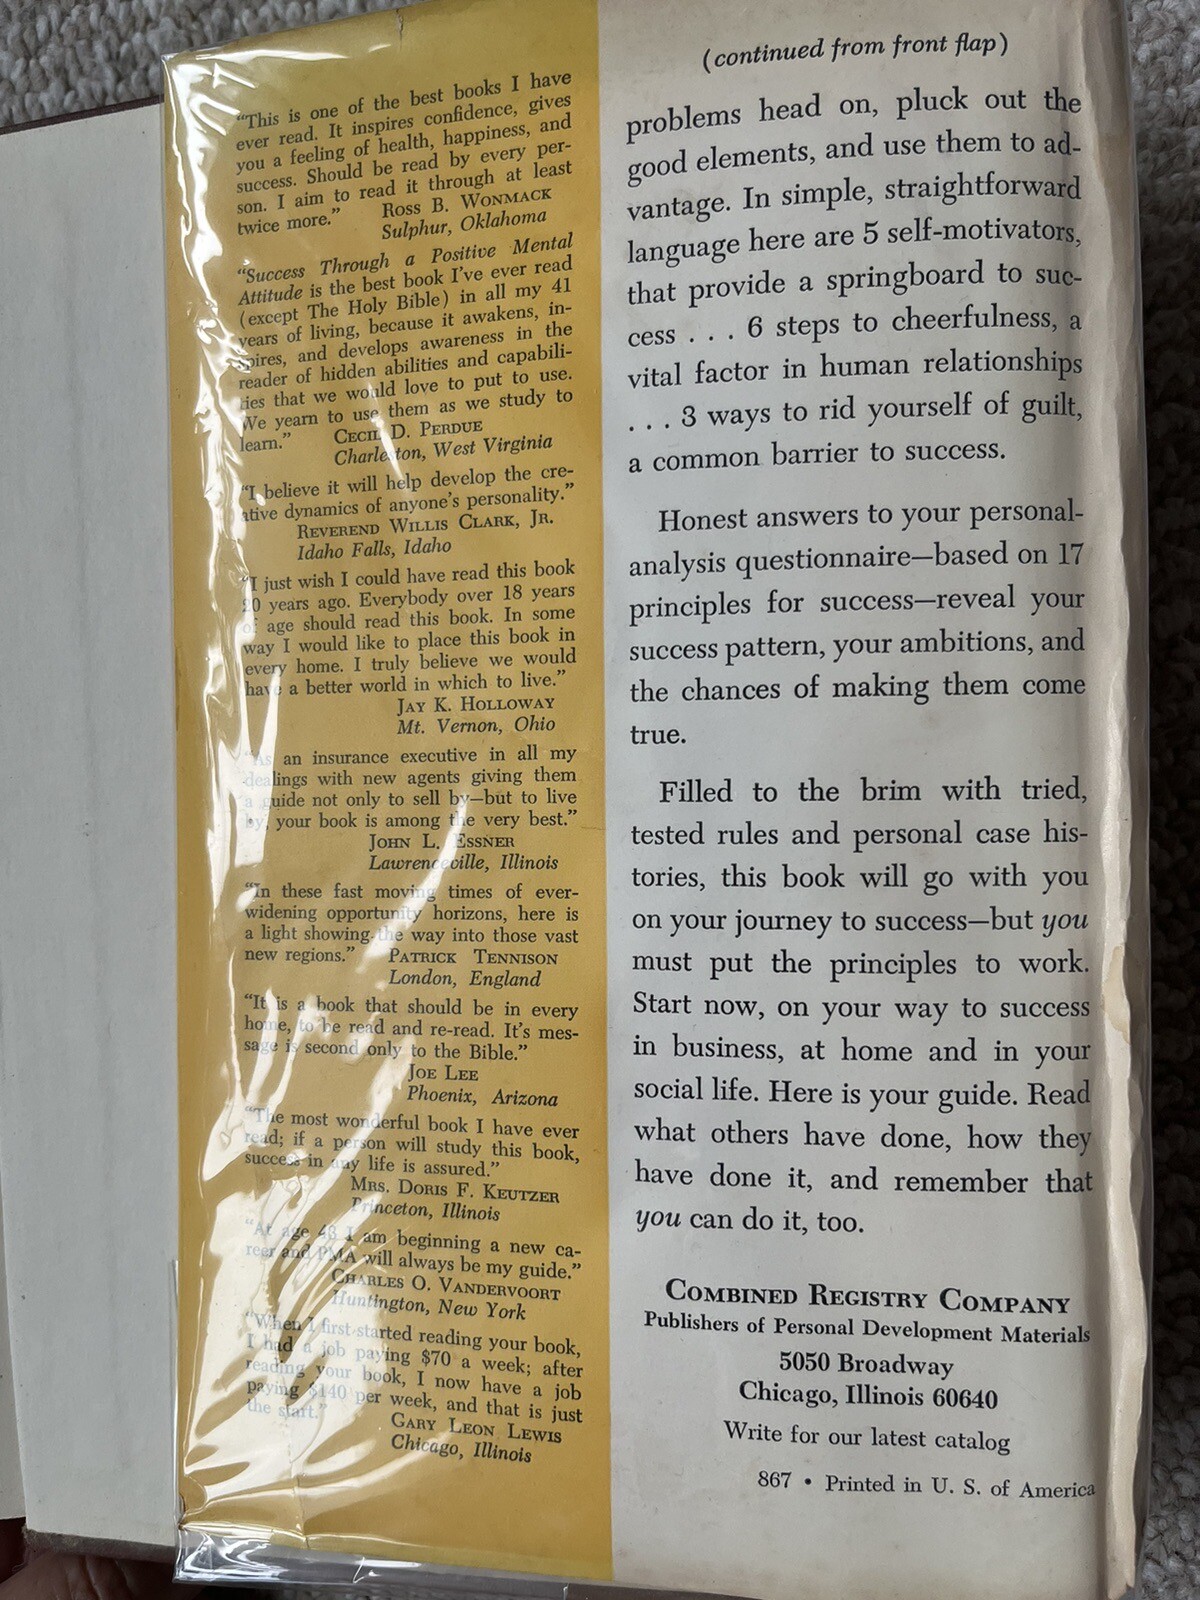 "This is one of the best books I have
ever read. It inspires confidence, gives
you a feeling of health, happiness, and
success. Should be read by every per-
son. I aim to read it through at least
twice more." ROSS B. WONMACK
Sulphur, Oklahoma
"Success Through a Positive Mental
Attitude is the best book I've ever read
(except The Holy Bible) in all my 41
years of living, because it awakens, in-
spires, and develops awareness in the
reader of hidden abilities and capabili-
ties that we would love to put to use.
We yearn to use them as we study to
learn." CECIL D. PERDUE
Charleston, West Virginia
"I believe it will help develop the cre-
ative dynamics of anyone's personality."
REVEREND WILLIS CLARK, JR.
Idaho Falls, Idaho
"I just wish I could have read this book
20 years ago. Everybody over 18 years
of age should read this book. In some
way I would like to place this book in
every home. I truly believe we would
have a better world in which to live."
JAY K. HOLLOWAY
Mt. Vernon, Ohio
"As an insurance executive in all my
dealings with new agents giving them
a guide not only to sell by—but to live
by, your book is among the very best."
JOHN L. ESSNER
Lawrenceville, Illinois
"In these fast moving times of ever-
widening opportunity horizons, here is
a light showing the way into those vast
new regions." PATRICK TENNISON
London, England
"It is a book that should be in every
home, to be read and re-read. It's mes-
sage is second only to the Bible."
JOE LEE
Phoenix, Arizona
"The most wonderful book I have ever
read; if a person will study this book,
success in any life is assured."
MRS. DORIS F. KEUTZER
Princeton, Illinois
"At age 48 I am beginning a new ca-
reer and PMA will always be my guide."
CHARLES O. VANDERVOORT
Huntington, New York
"When I first started reading your book,
I had a job paying $70 a week; after
reading your book, I now have a job
paying $140 per week, and that is just
the start."
GARY LEON LEWIS
Chicago, Illinois
(continued from front flap)
problems head on, pluck out the
good elements, and use them to ad-
vantage. In simple, straightforward
language here are 5 self-motivators,
that provide a springboard to suc-
cess . . . 6 steps to cheerfulness, a
vital factor in human relationships
. . . 3 ways to rid yourself of guilt,
a common barrier to success.
Honest answers to your personal-
analysis questionnaire—based on 17
principles for success—reveal your
success pattern, your ambitions, and
the chances of making them come
true.
Filled to the brim with tried,
tested rules and personal case his-
tories, this book will go with you
on your journey to success—but you
must put the principles to work.
Start now, on your way to success
in business, at home and in your
social life. Here is your guide. Read
what others have done, how they
have done it, and remember that
you can do it, too.
COMBINED REGISTRY COMPANY
Publishers of Personal Development Materials
5050 Broadway
Chicago, Illinois 60640
Write for our latest catalog
867 • Printed in U. S. of America